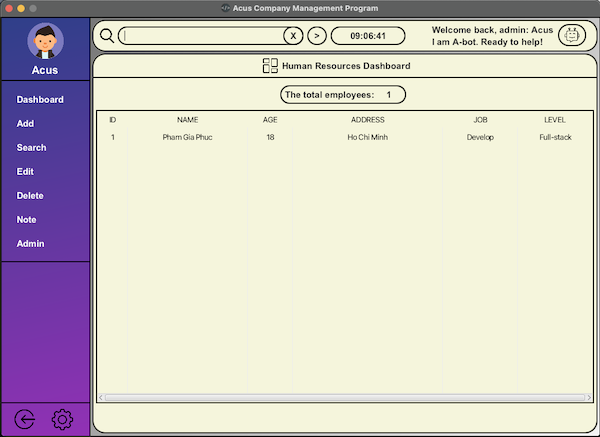 Acus Company Management Program
Acus
Dashboard
Add
Search
Edit
Delete
Note
Admin
X
>
09:06:41
Welcome back, admin: Acus
I am A-bot. Ready to help!
Human Resources Dashboard
The total employees: 1
ID NAME AGE ADDRESS JOB LEVEL
1 Pham Gia Phuc 18 Ho Chi Minh Develop Full-stack